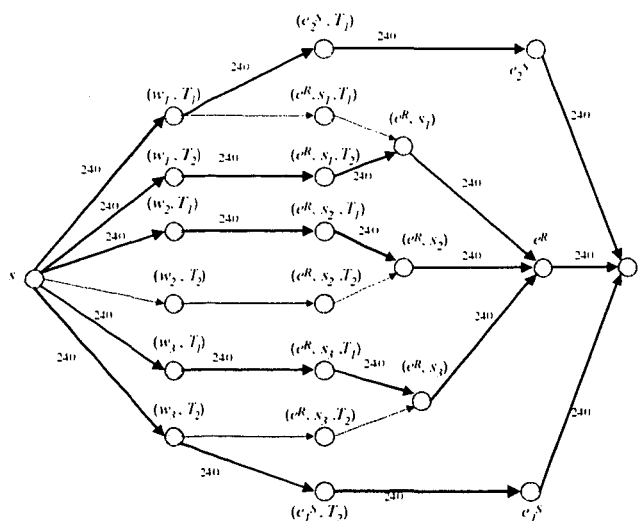 (e₂ˢ, T₁)
240
240
e₂ˢ
(w₁, T₁)
(eᴿ, s₁, T₁)
(eᴿ, s₁)
240
240
(w₁, T₂)
240
(eᴿ, s₁, T₂)
240
240
240
(w₂, T₁)
240
(eᴿ, s₂, T₁)
240
240
(eᴿ, s₂)
240
eᴿ
240
s
(w₂, T₂)
(eᴿ, s₂, T₂)
240
(w₃, T₁)
240
(eᴿ, s₃, T₁)
240
(eᴿ, s₃)
240
240
(w₃, T₂)
(eᴿ, s₃, T₂)
240
240
240
240
e₁ˢ
(e₁ˢ, T₂)